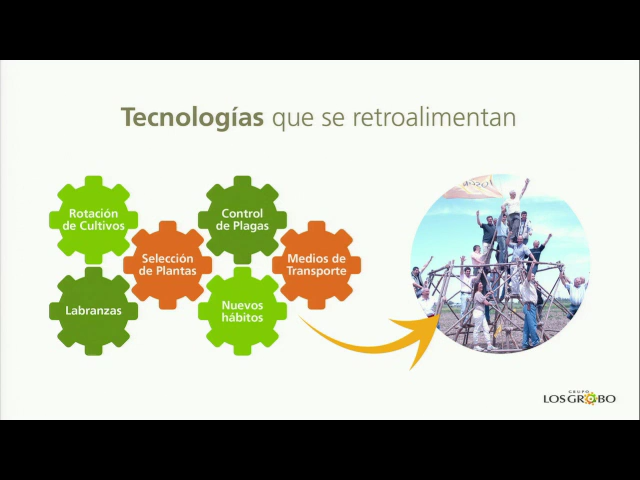 Tecnologías que se retroalimentan
Rotación
de Cultivos
Control
de Plagas
Selección
de Plantas
Medios de
Transporte
Labranzas
Nuevos
hábitos
GRUPO
LOS GROBO